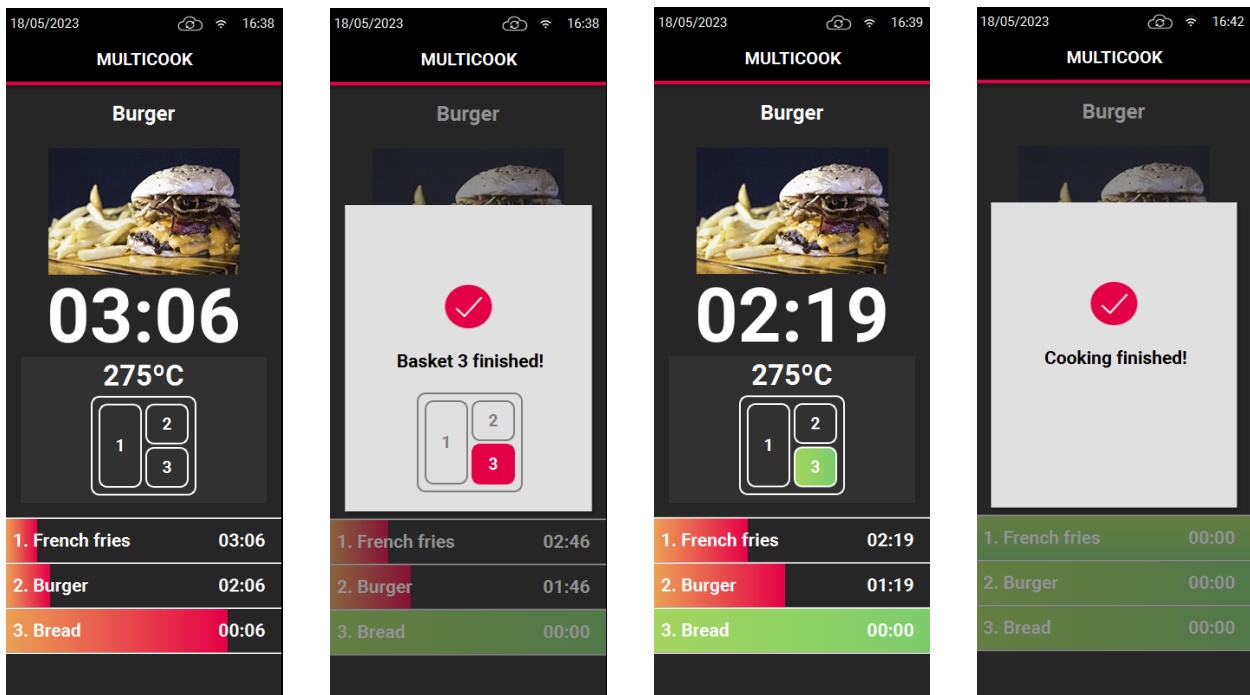 18/05/2023 16:38
MULTICOOK
Burger
03:06
275ºC
1 2
3
1. French fries 03:06
2. Burger 02:06
3. Bread 00:06
18/05/2023 16:38
MULTICOOK
Burger
Basket 3 finished!
1 2
3
1. French fries 02:46
2. Burger 01:46
3. Bread 00:00
18/05/2023 16:39
MULTICOOK
Burger
02:19
275ºC
1 2
3
1. French fries 02:19
2. Burger 01:19
3. Bread 00:00
18/05/2023 16:42
MULTICOOK
Burger
Cooking finished!
1. French fries 00:00
2. Burger 00:00
3. Bread 00:00